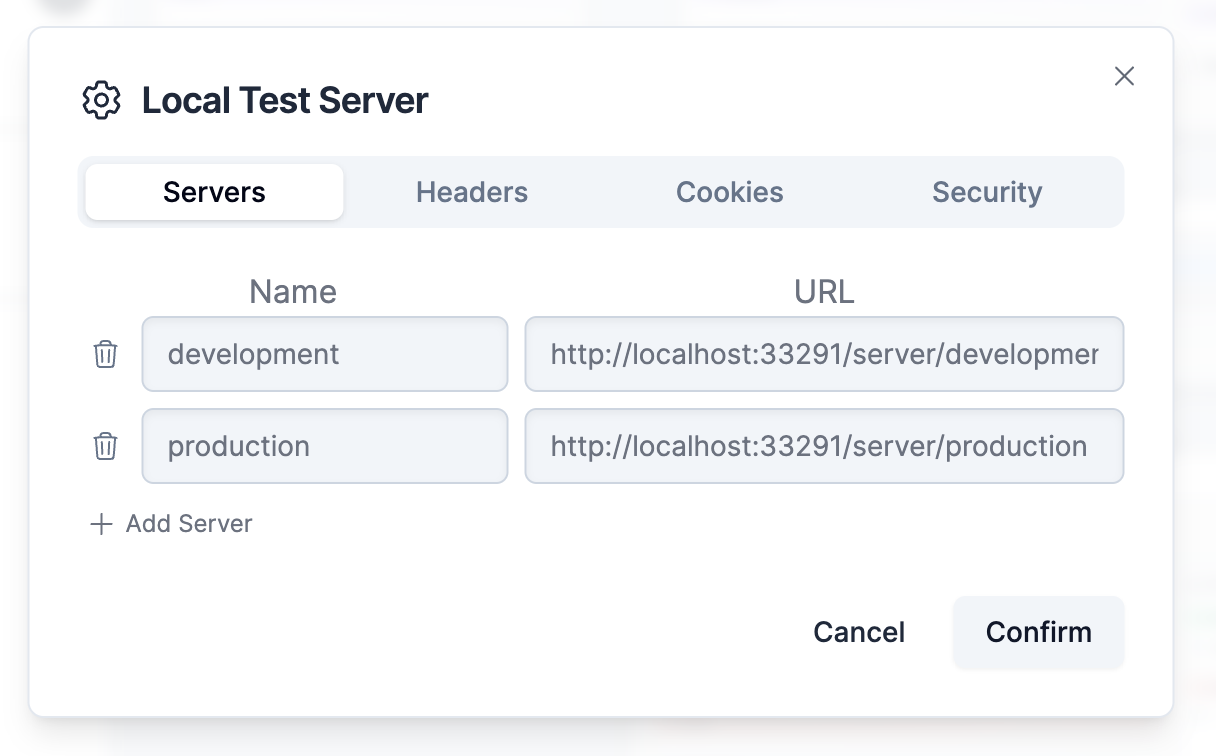 Local Test Server
Servers Headers Cookies Security
Name URL
development http://localhost:33291/server/developmer
production http://localhost:33291/server/production
Add Server
Cancel Confirm